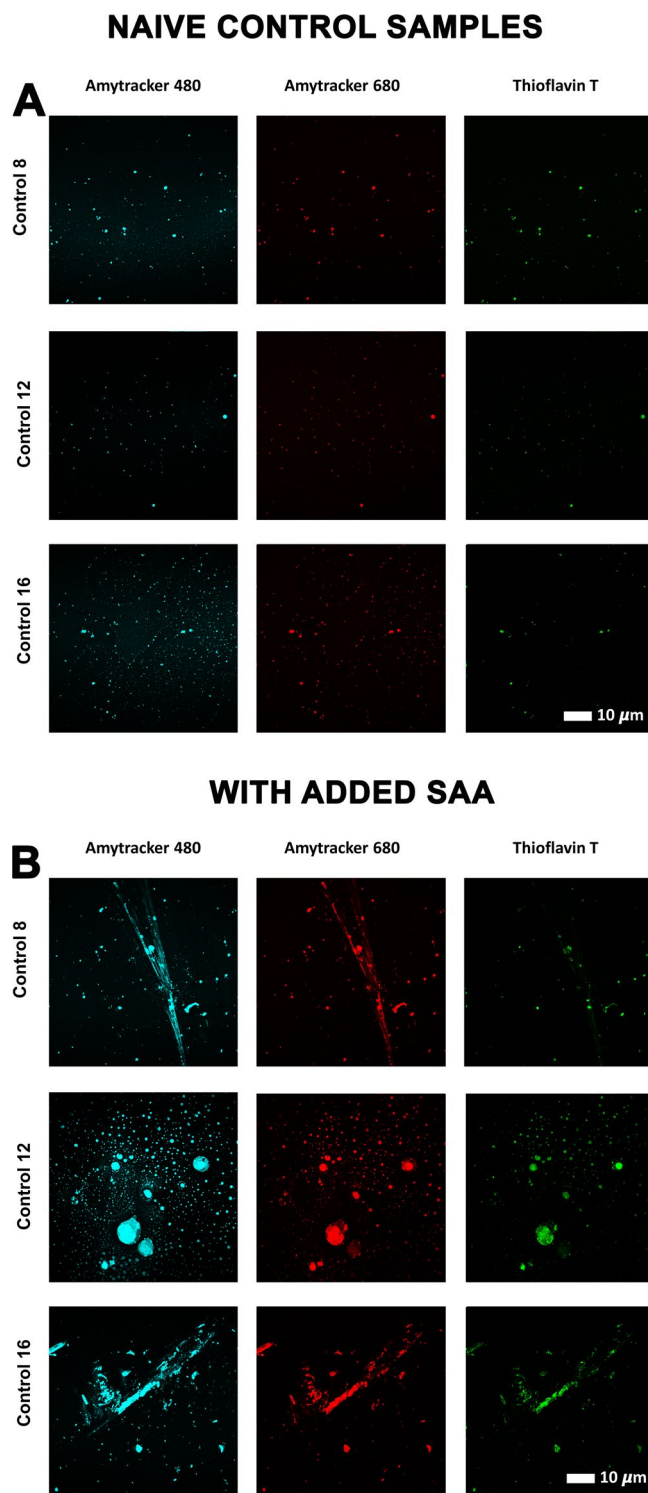 NAIVE CONTROL SAMPLES
A
Amytracker 480 Amytracker 680 Thioflavin T
Control 8
Control 12
Control 16
10 μm
WITH ADDED SAA
B
Amytracker 480 Amytracker 680 Thioflavin T
Control 8
Control 12
Control 16
10 μm